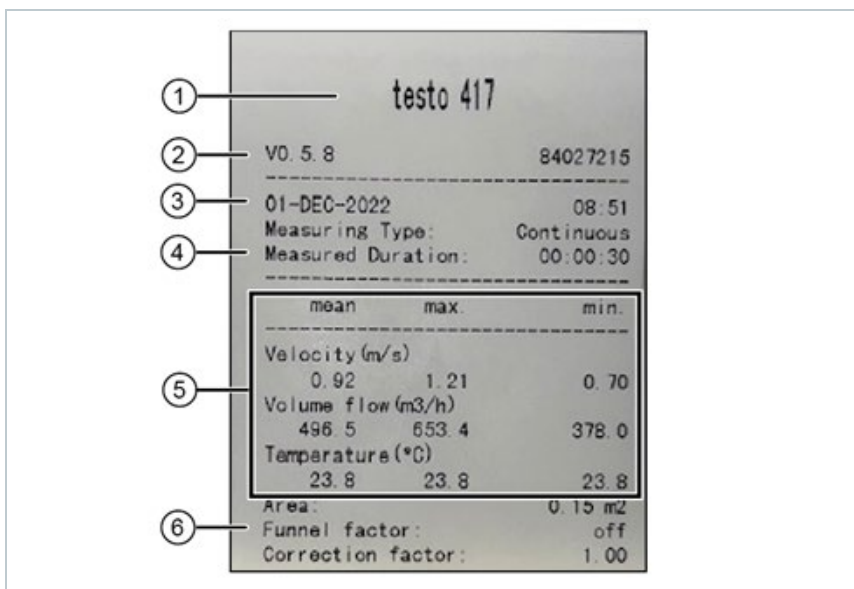 testo 417
V0.5.8 84027215
01-DEC-2022 08:51
Measuring Type: Continuous
Measured Duration: 00:00:30
mean max. min.
Velocity(m/s)
0.92 1.21 0.70
Volume flow(m3/h)
496.5 653.4 378.0
Temperature(°C)
23.8 23.8 23.8
Area: 0.15 m2
Funnel factor: off
Correction factor: 1.00
1
2
3
4
5
6